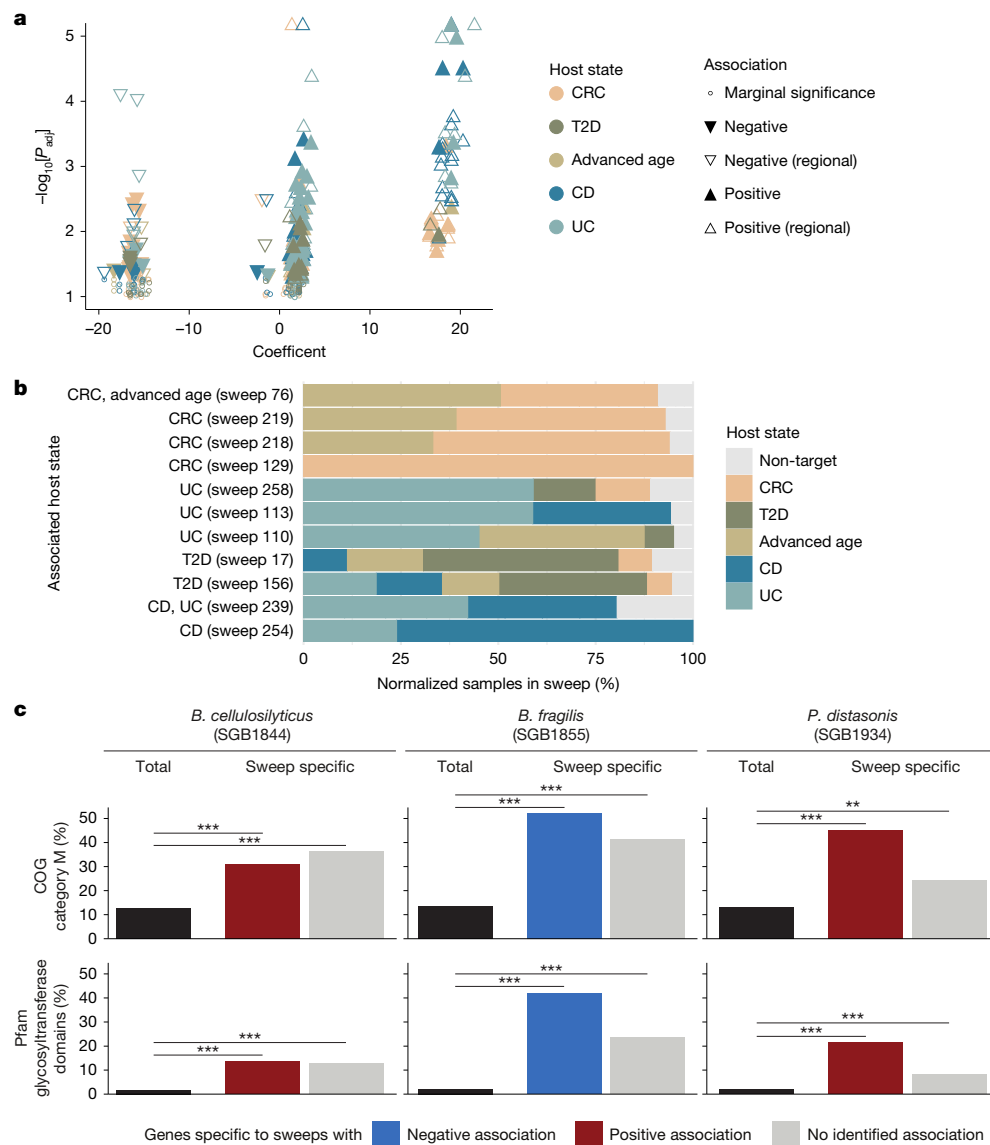 a
5
4
3
2
1
−log10[Padj]
−20
−10
0
10
20
Coefficent
Host state
CRC
T2D
Advanced age
CD
UC
Association
Marginal significance
Negative
Negative (regional)
Positive
Positive (regional)
b
Associated host state
CRC, advanced age (sweep 76)
CRC (sweep 219)
CRC (sweep 218)
CRC (sweep 129)
UC (sweep 258)
UC (sweep 113)
UC (sweep 110)
T2D (sweep 17)
T2D (sweep 156)
CD, UC (sweep 239)
CD (sweep 254)
0
25
50
75
100
Normalized samples in sweep (%)
Host state
Non-target
CRC
T2D
Advanced age
CD
UC
c
B. cellulosilyticus
(SGB1844)
B. fragilis
(SGB1855)
P. distasonis
(SGB1934)
Total
Sweep specific
Total
Sweep specific
Total
Sweep specific
COG
category M (%)
50
40
30
20
10
0
***
***
***
***
**
***
Pfam
glycosyltransferase
domains (%)
50
40
30
20
10
0
***
***
***
***
***
***
Genes specific to sweeps with
Negative association
Positive association
No identified association